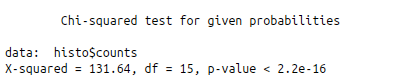 Chi-squared test for given probabilities
data:  histo$counts
X-squared = 131.64, df = 15, p-value < 2.2e-16